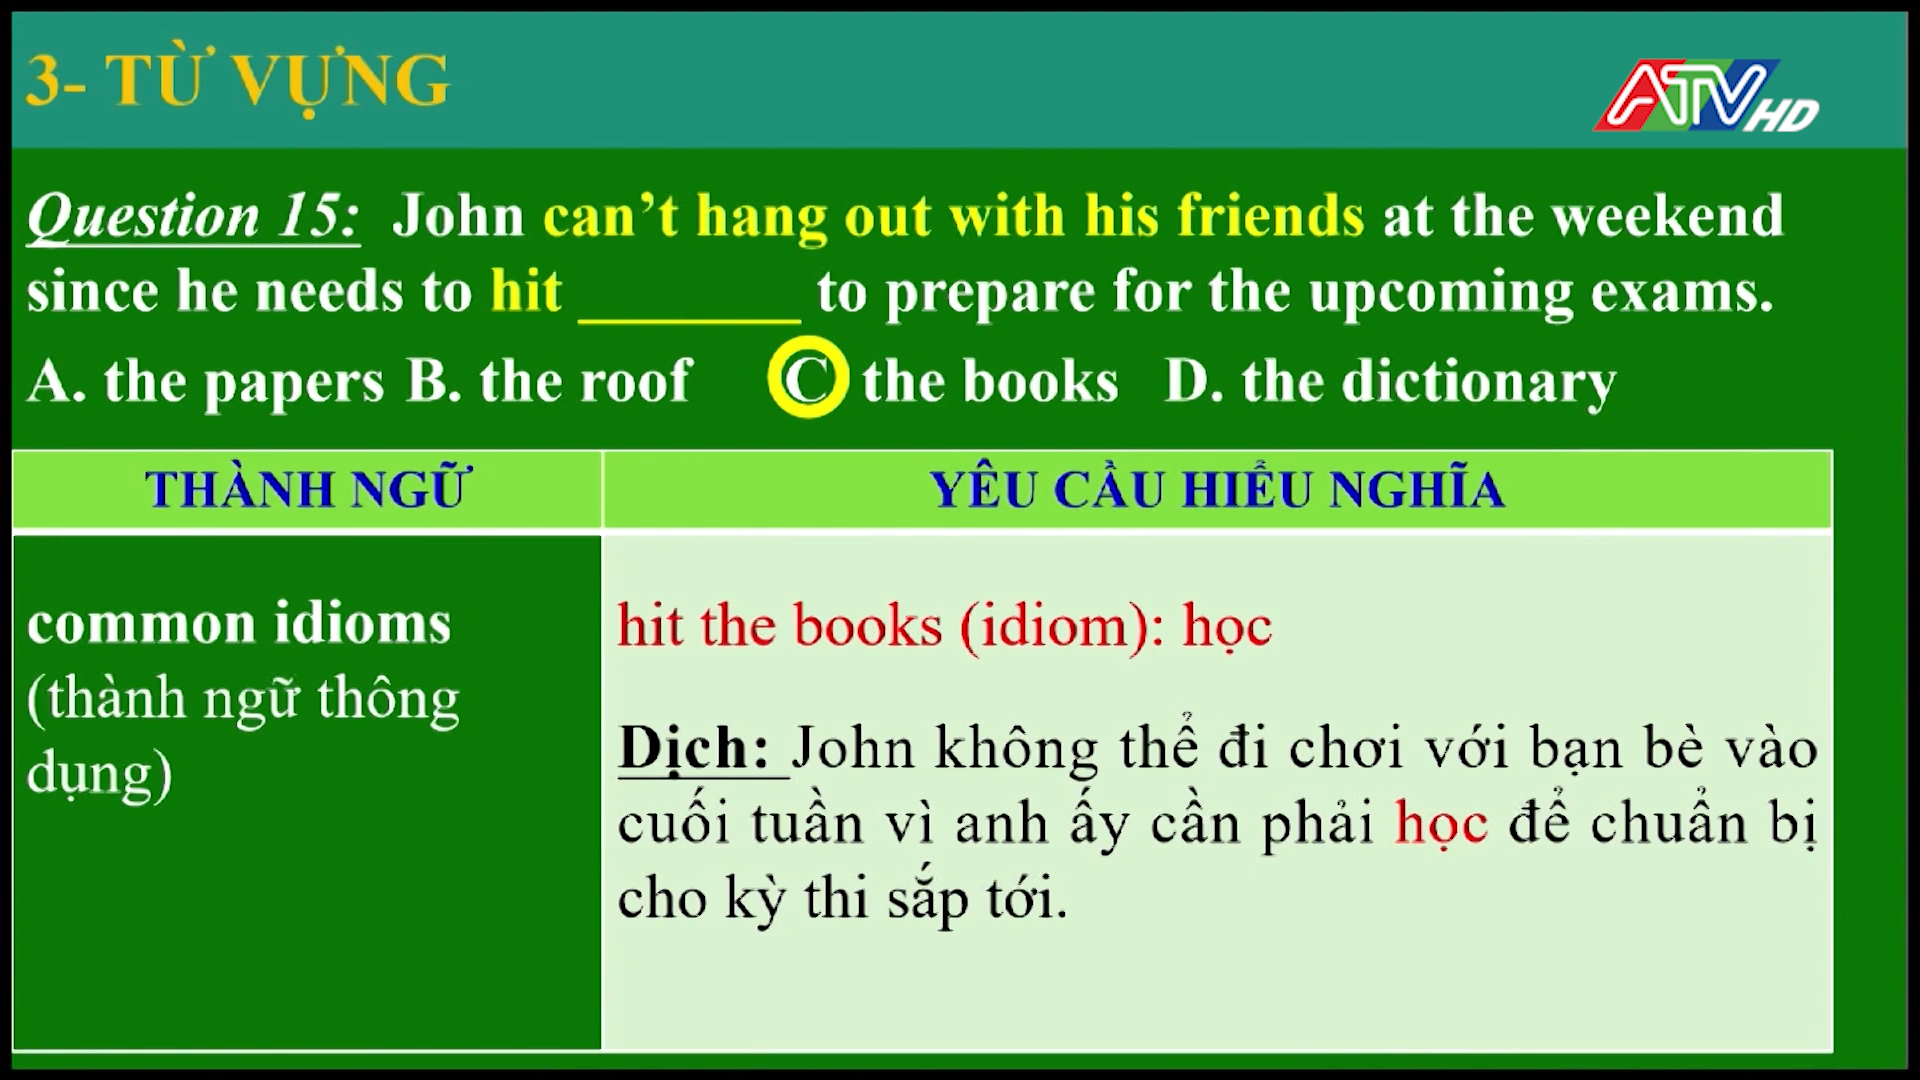 3- TỪ VỰNG
ATVHD
Question 15: John can’t hang out with his friends at the weekend
since he needs to hit ________ to prepare for the upcoming exams.
A. the papers B. the roof C the books D. the dictionary
THÀNH NGỮ
YÊU CẦU HIỂU NGHĨA
common idioms
(thành ngữ thông
dụng)
hit the books (idiom): học
Dịch: John không thể đi chơi với bạn bè vào
cuối tuần vì anh ấy cần phải học để chuẩn bị
cho kỳ thi sắp tới.